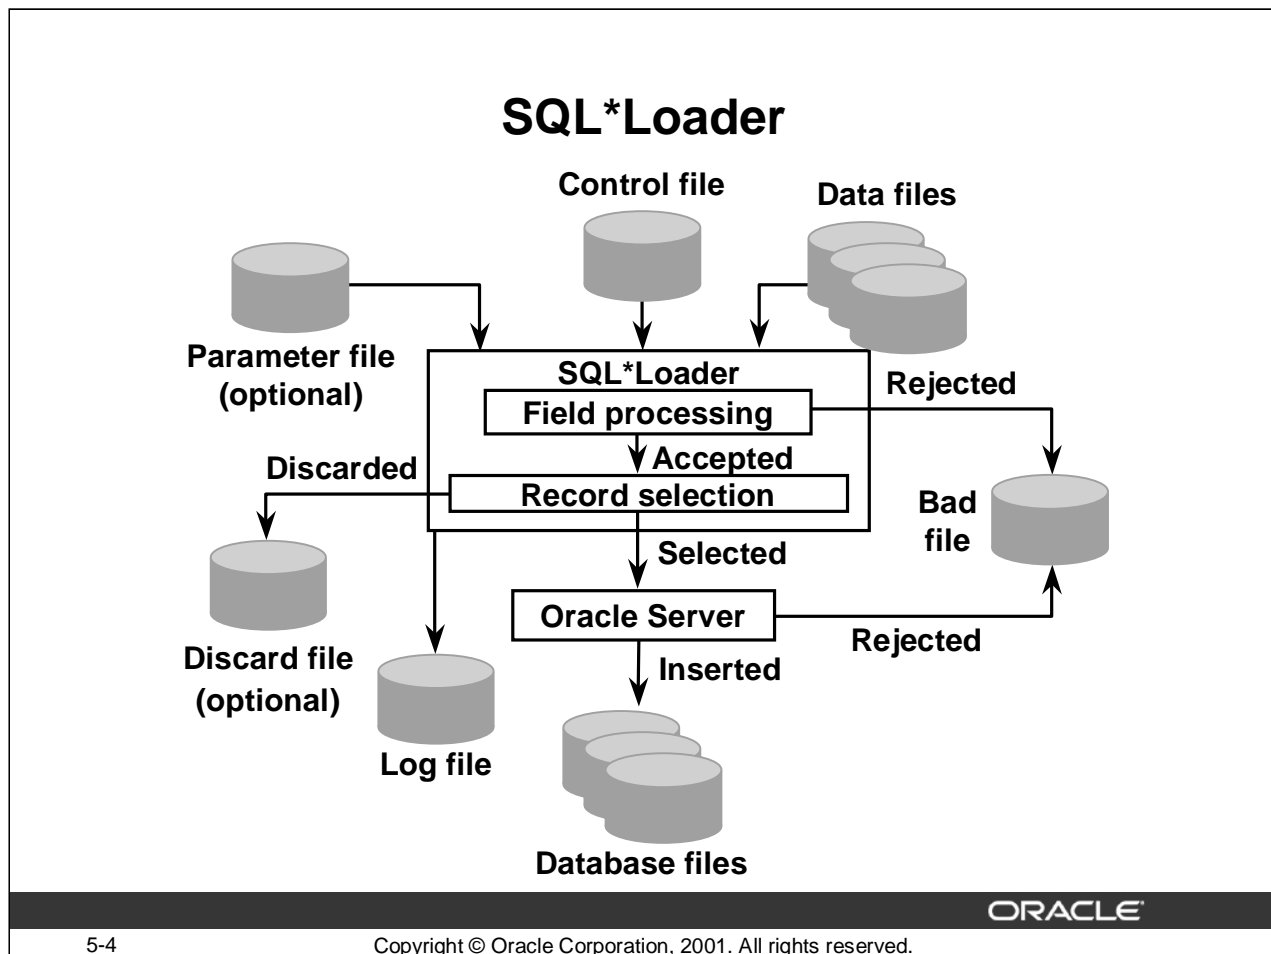 SQL*Loader
Control file
Data files
Parameter file
(optional)
SQL*Loader
Field processing
Rejected
Accepted
Discarded
Record selection
Bad
file
Selected
Oracle Server
Rejected
Discard file
(optional)
Inserted
Log file
Database files
ORACLE®
5-4
Copyright © Oracle Corporation, 2001. All rights reserved.